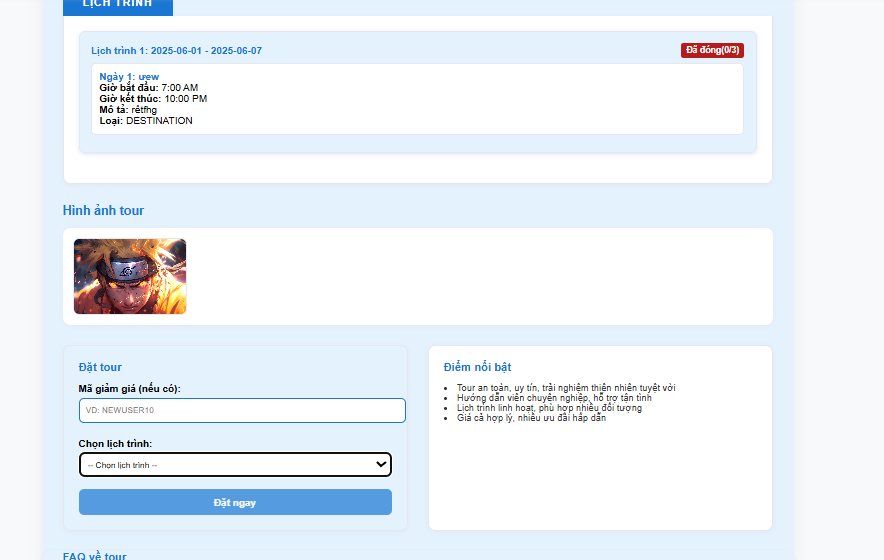 LỊCH TRÌNH
Lịch trình 1: 2025-06-01 - 2025-06-07
Đã đóng(0/3)
Ngày 1: ưew
Giờ bắt đầu: 7:00 AM
Giờ kết thúc: 10:00 PM
Mô tả: rêtfhg
Loại: DESTINATION
Hình ảnh tour
Đặt tour
Mã giảm giá (nếu có):
VD: NEWUSER10
Chọn lịch trình:
-- Chọn lịch trình --
Đặt ngay
Điểm nổi bật
Tour an toàn, uy tín, trải nghiệm thiên nhiên tuyệt vời
Hướng dẫn viên chuyên nghiệp, hỗ trợ tận tình
Lịch trình linh hoạt, phù hợp nhiều đối tượng
Giá cả hợp lý, nhiều ưu đãi hấp dẫn
FAQ về tour